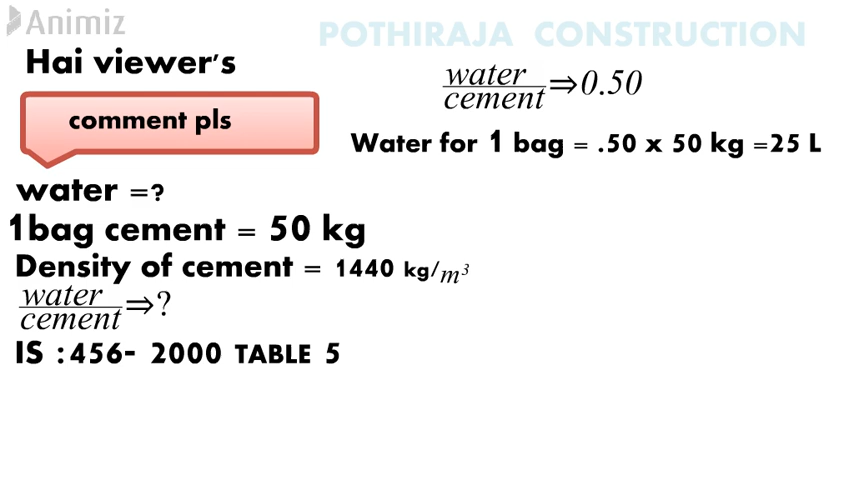 Animiz
POTHIRAJA CONSTRUCTION
Hai viewer's
comment pls
water/cement ⇒ 0.50
Water for 1 bag = .50 x 50 kg =25 L
water =?
1bag cement = 50 kg
Density of cement = 1440 kg/m³
water/cement ⇒ ?
IS :456- 2000 TABLE 5